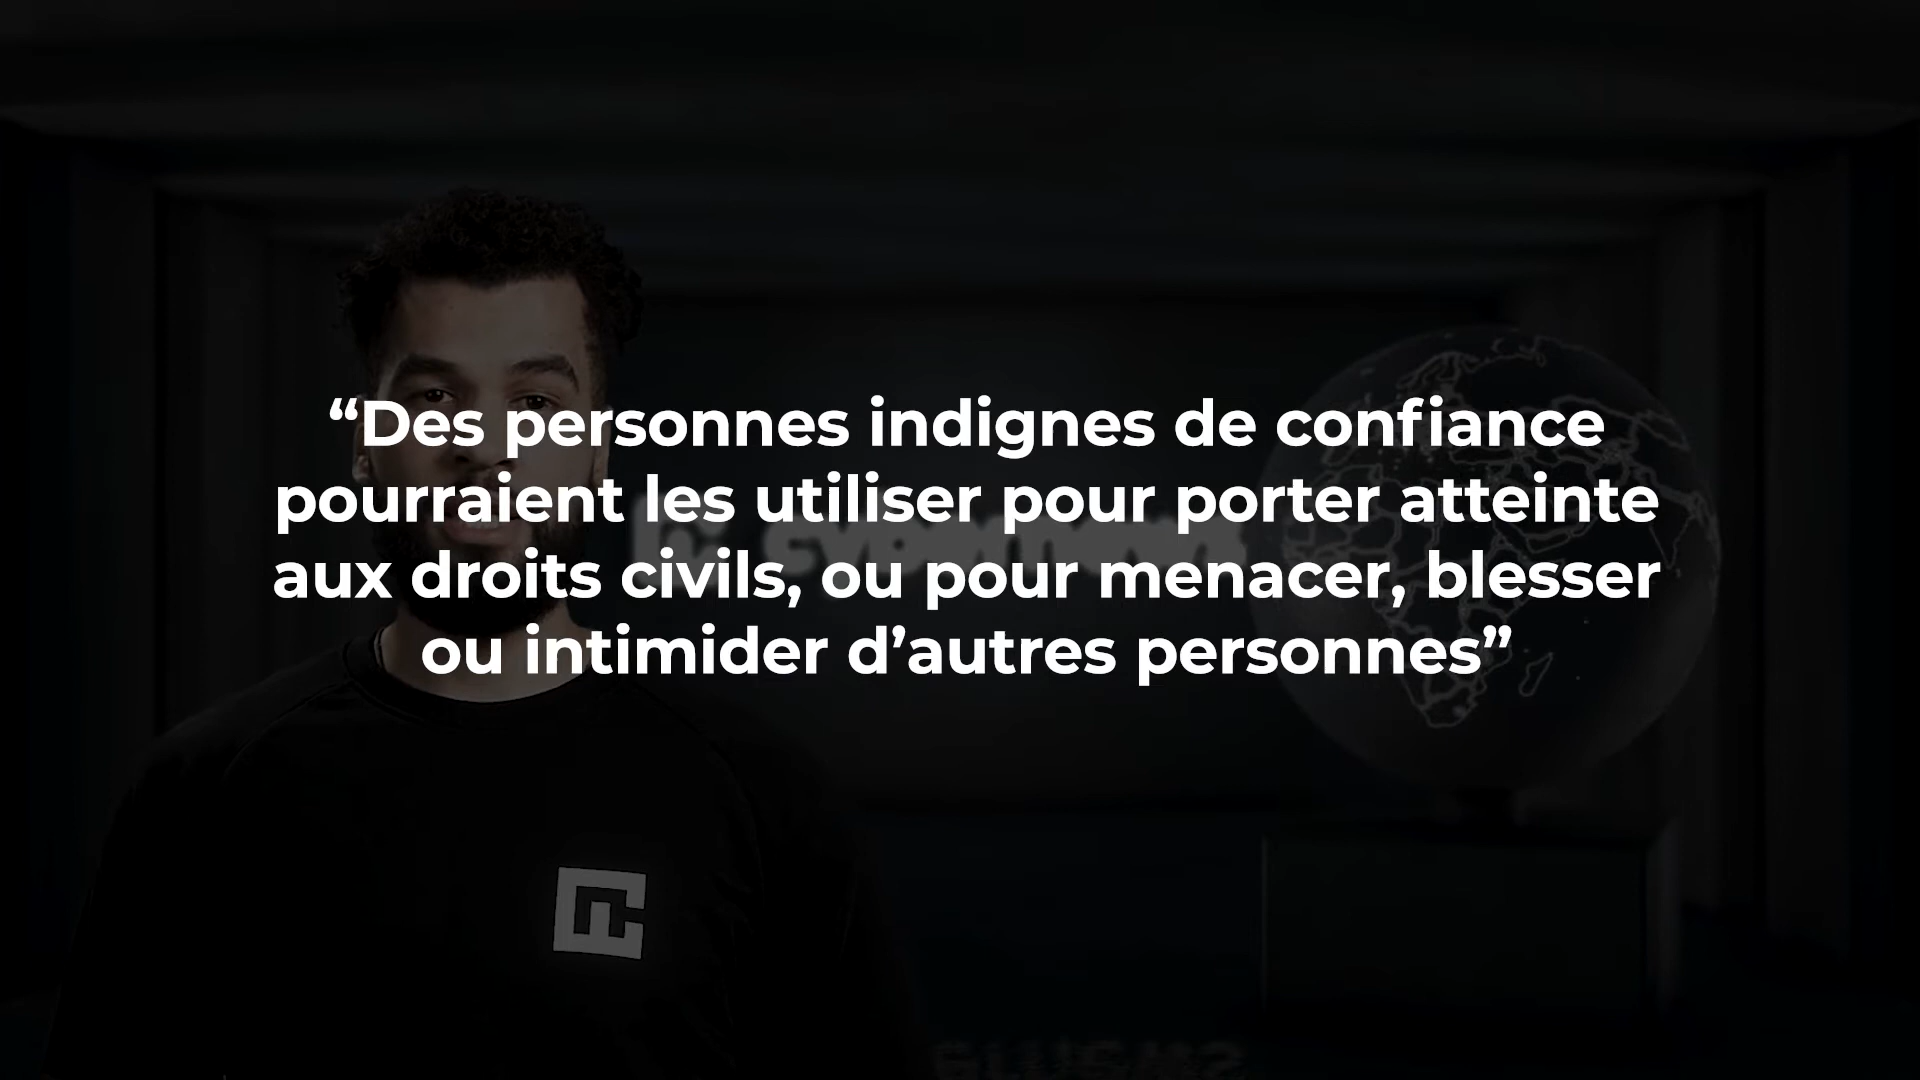 “Des personnes indignes de confiance
pourraient les utiliser pour porter atteinte
aux droits civils, ou pour menacer, blesser
ou intimider d’autres personnes”